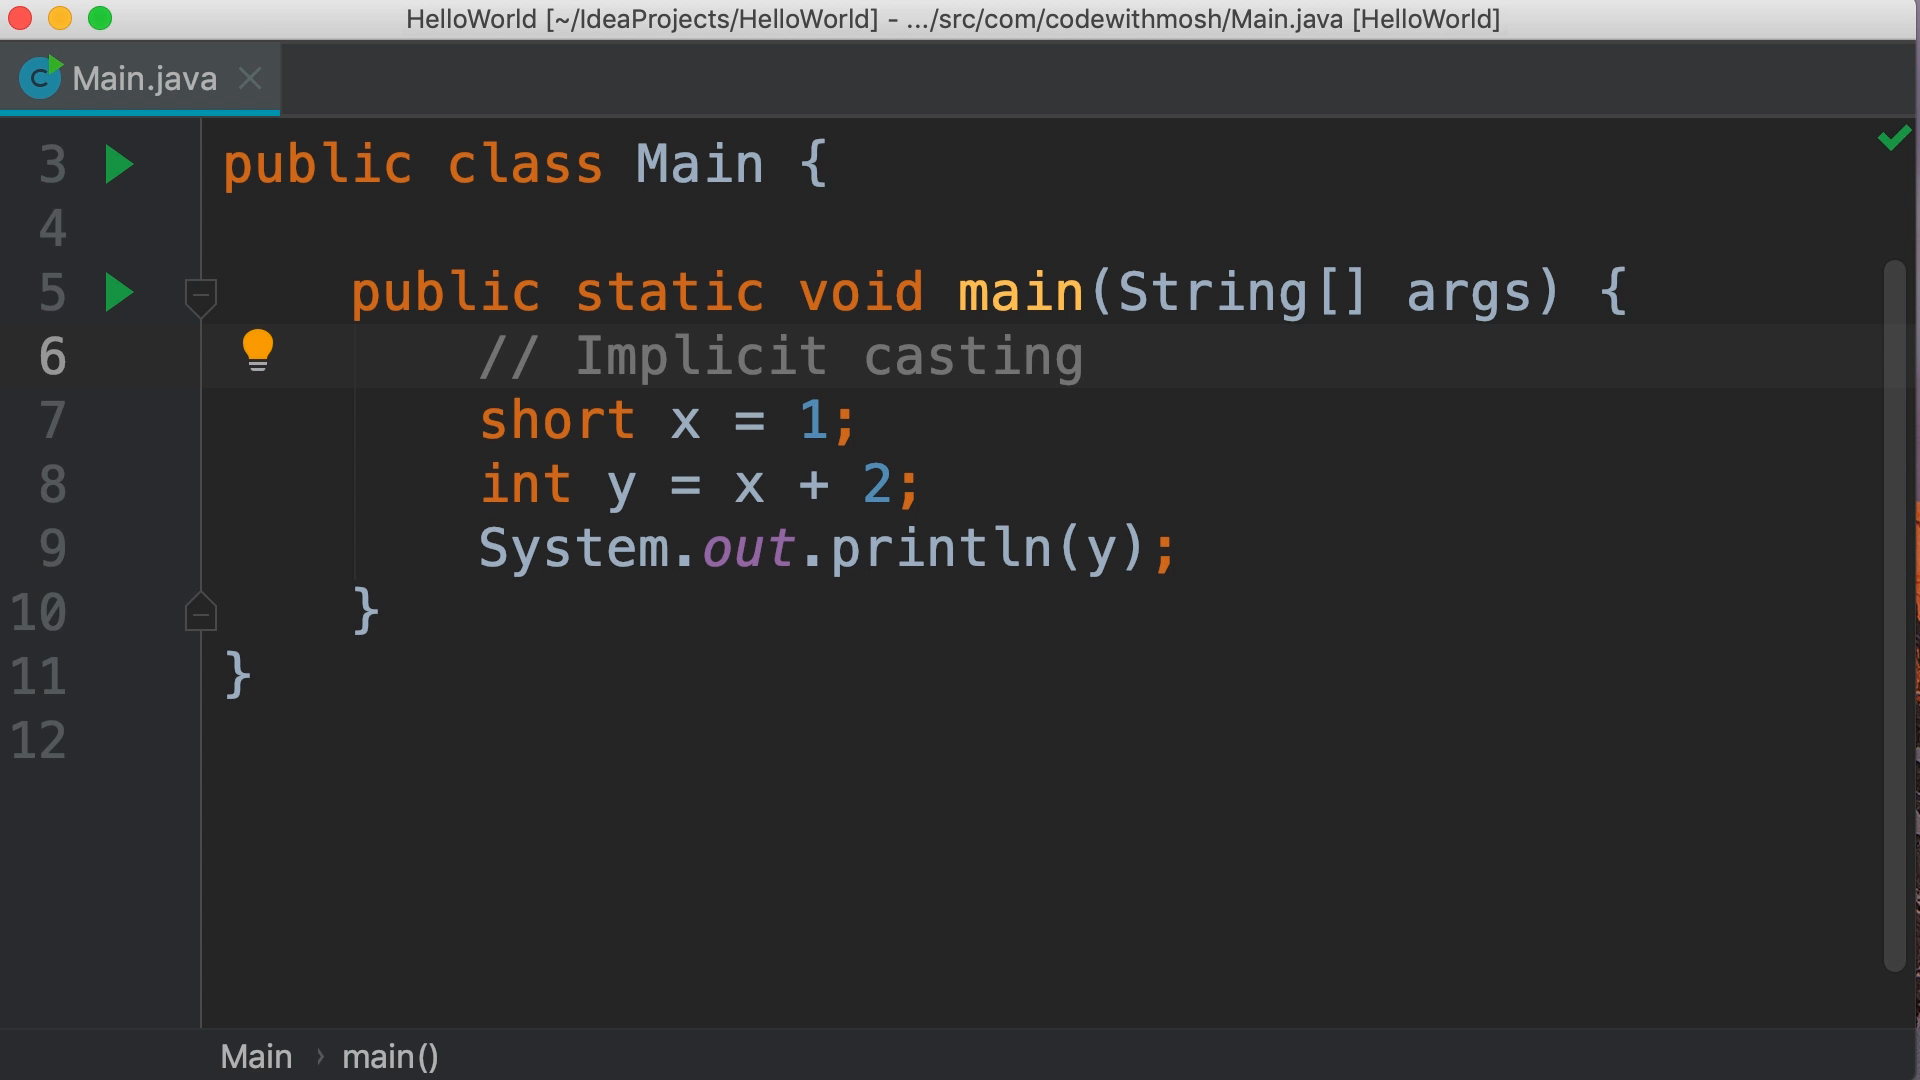 HelloWorld [~/IdeaProjects/HelloWorld] - .../src/com/codewithmosh/Main.java [HelloWorld]
C Main.java
3 public class Main {
4
5 public static void main(String[] args) {
6 // Implicit casting
7 short x = 1;
8 int y = x + 2;
9 System.out.println(y);
10 }
11 }
12
Main › main()